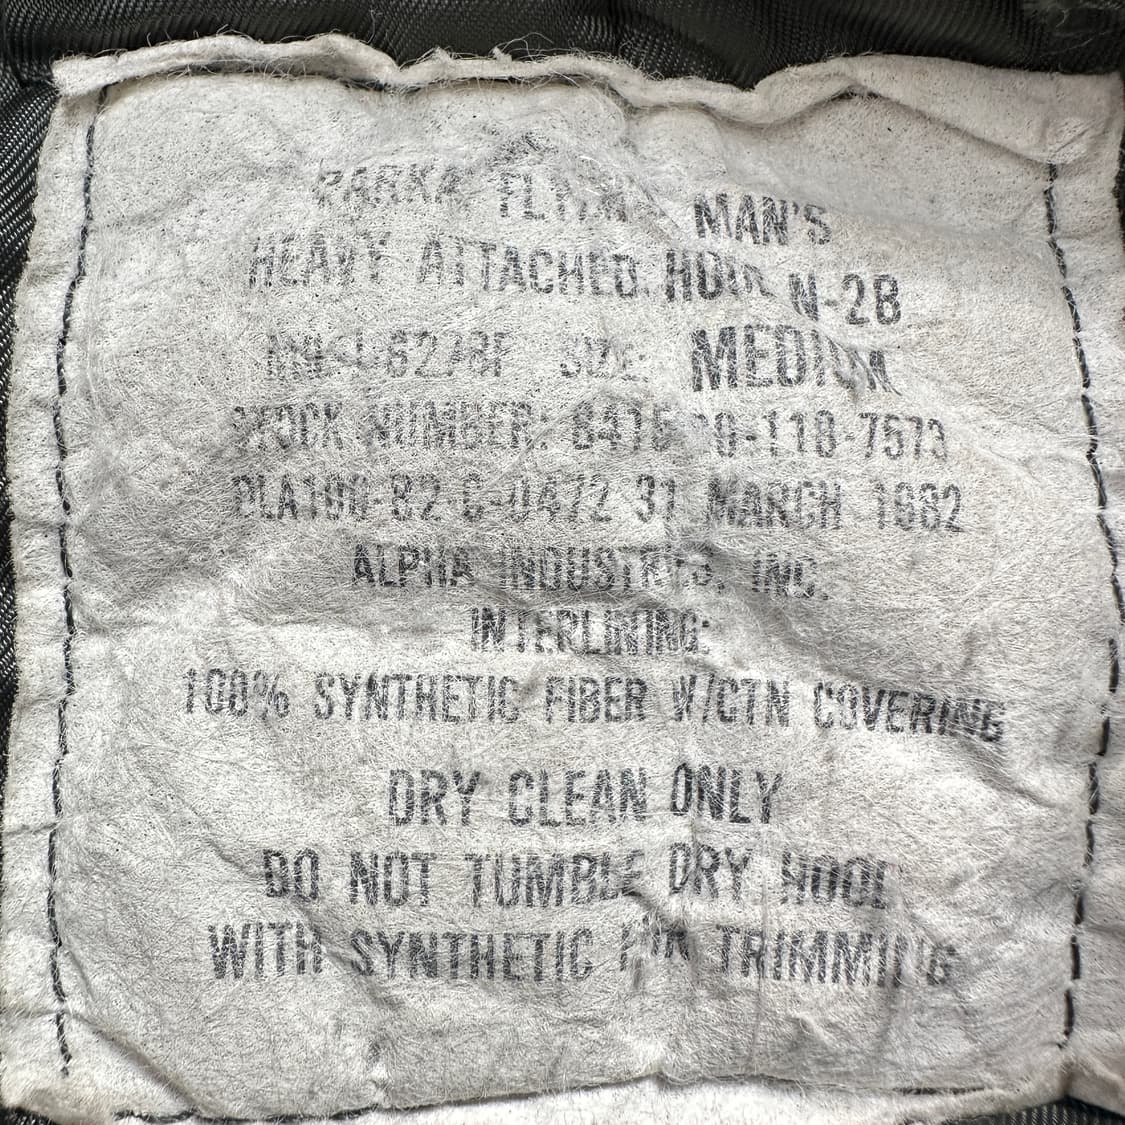 PARKA, FLYING MAN'S
HEAVY ATTACHED HOOD N-2B
MIL-J-6278F SIZE: MEDIUM
STOCK NUMBER: 8415 -118-7573
DLA100-82-C-0472 31 MARCH 1982
ALPHA INDUSTRIES, INC.
INTERLINING:
100% SYNTHETIC FIBER W/CTN COVERING
DRY CLEAN ONLY
DO NOT TUMBLE DRY HOOD
WITH SYNTHETIC FUR TRIMMING